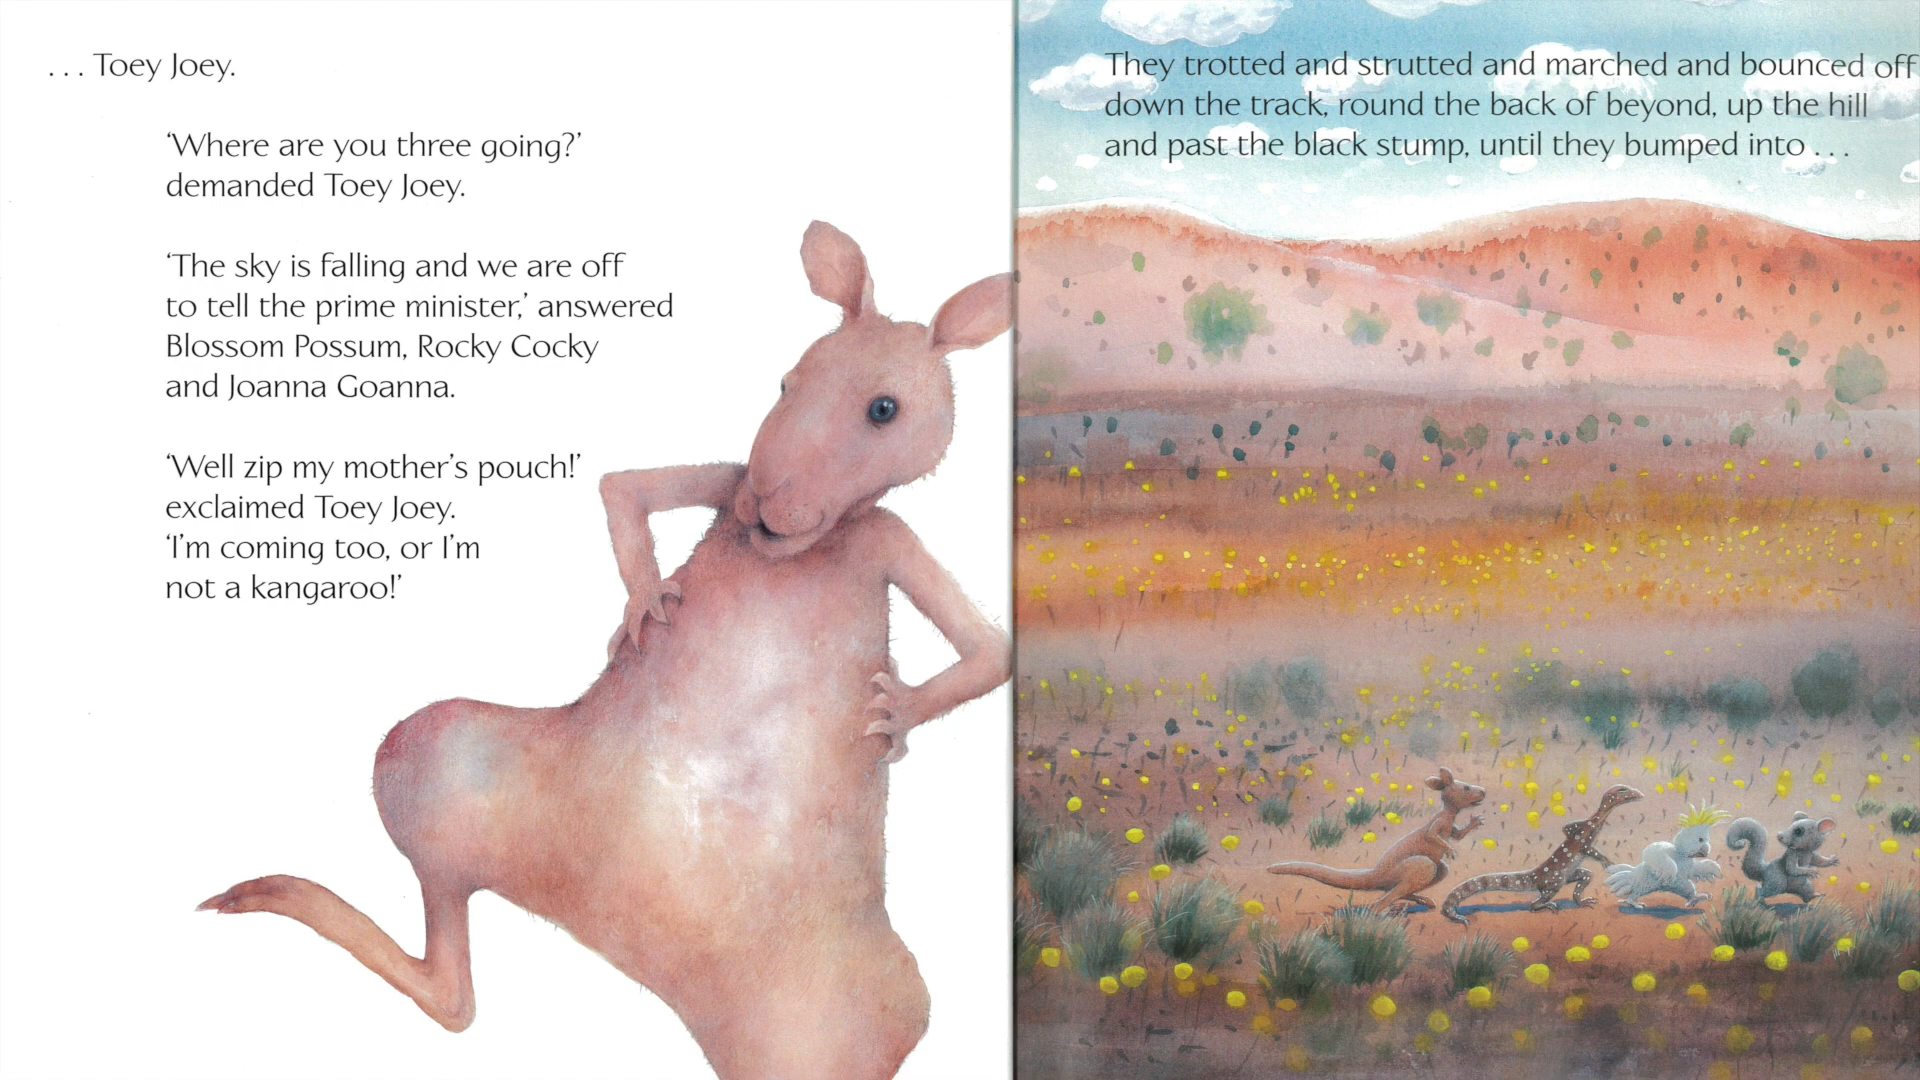 . . . Toey Joey.
‘Where are you three going?’
demanded Toey Joey.
‘The sky is falling and we are off
to tell the prime minister,’ answered
Blossom Possum, Rocky Cocky
and Joanna Goanna.
‘Well zip my mother’s pouch!’
exclaimed Toey Joey.
‘I’m coming too, or I’m
not a kangaroo!’
They trotted and strutted and marched and bounced off
down the track, round the back of beyond, up the hill
and past the black stump, until they bumped into . . .